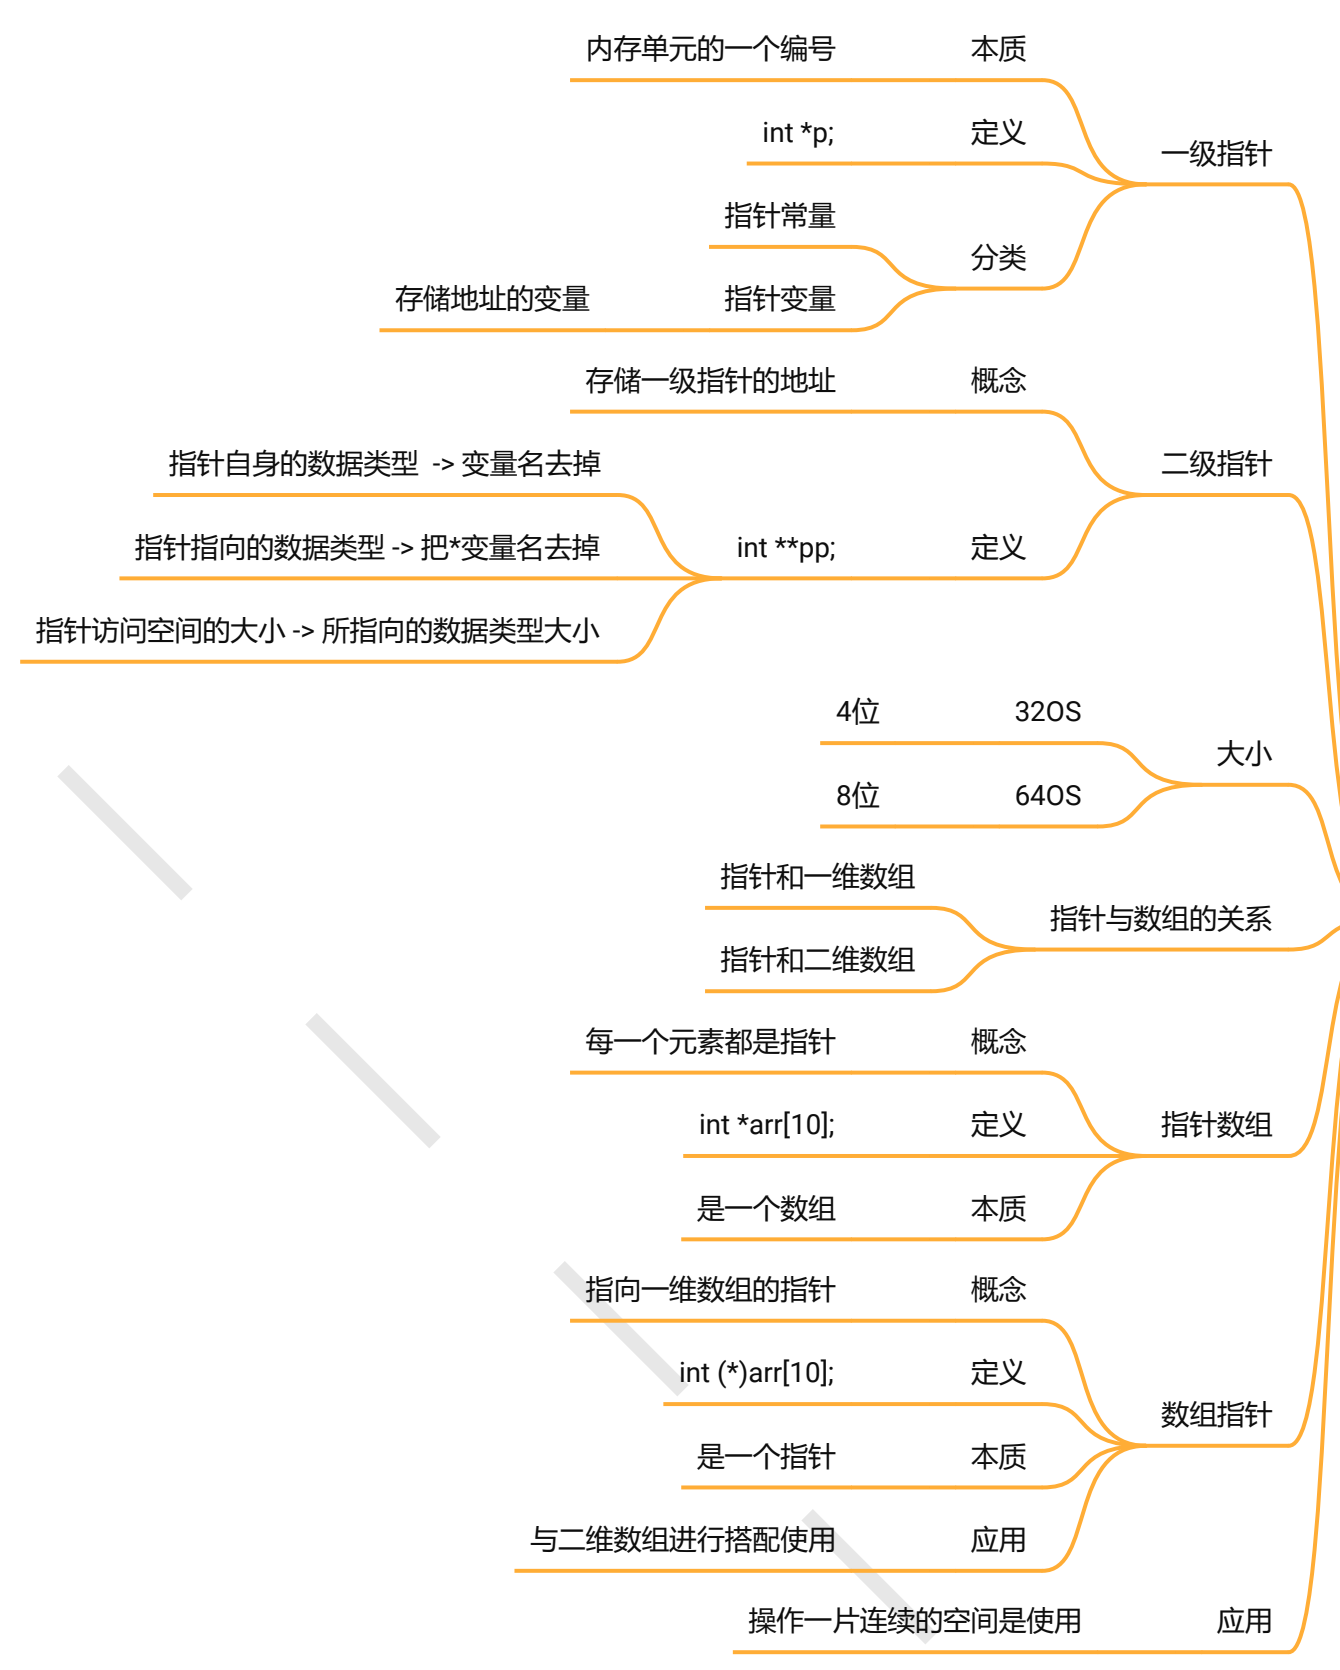 内存单元的一个编号 本质
int *p; 定义
一级指针
指针常量
分类
存储地址的变量 指针变量
存储一级指针的地址 概念
指针自身的数据类型 -> 变量名去掉
二级指针
指针指向的数据类型 -> 把*变量名去掉
int **pp; 定义
指针访问空间的大小 -> 所指向的数据类型大小
4位 32OS
大小
8位 64OS
指针和一维数组
指针与数组的关系
指针和二维数组
每一个元素都是指针 概念
int *arr[10]; 定义 指针数组
是一个数组 本质
指向一维数组的指针 概念
int (*)arr[10]; 定义
数组指针
是一个指针 本质
与二维数组进行搭配使用 应用
操作一片连续的空间是使用 应用